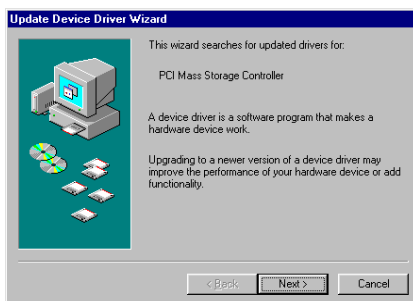 Update Device Driver Wizard
This wizard searches for updated drivers for:
PCI Mass Storage Controller
A device driver is a software program that makes a
hardware device work.
Upgrading to a newer version of a device driver may
improve the performance of your hardware device or add
functionality.
< Back
Next >
Cancel